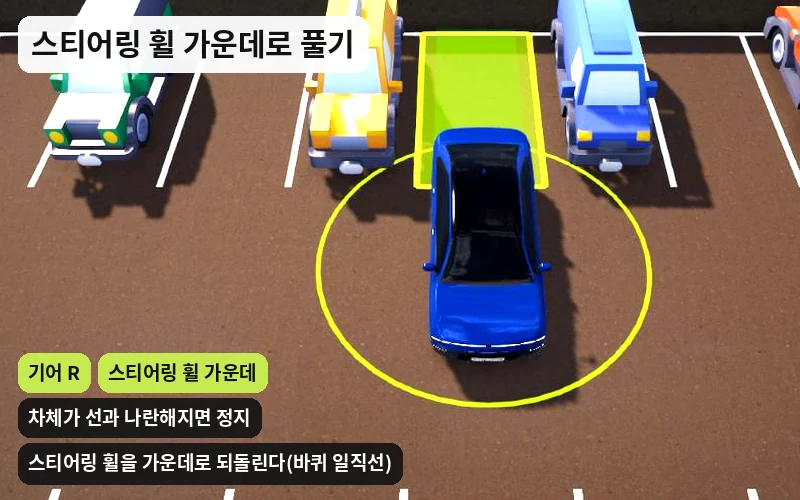 스티어링 휠 가운데로 풀기
기어 R
스티어링 휠 가운데
차체가 선과 나란해지면 정지
스티어링 휠을 가운데로 되돌린다(바퀴 일직선)